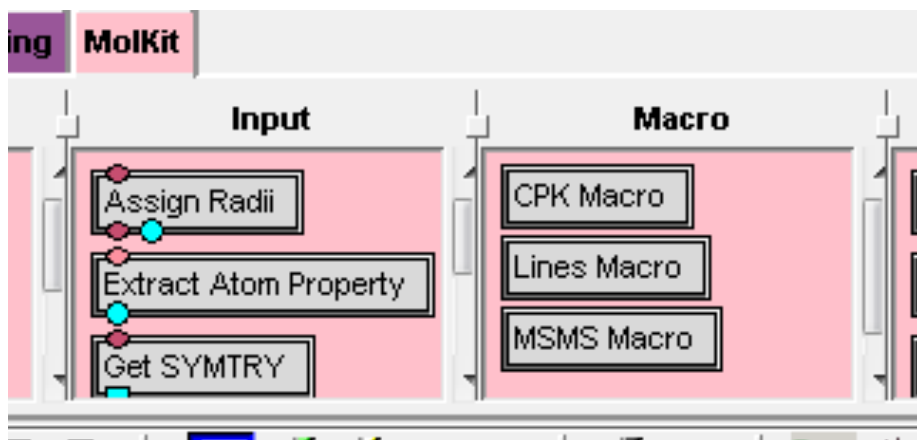 ing
MolKit
Input
Macro
Assign Radii
Extract Atom Property
Get SYMTRY
CPK Macro
Lines Macro
MSMS Macro